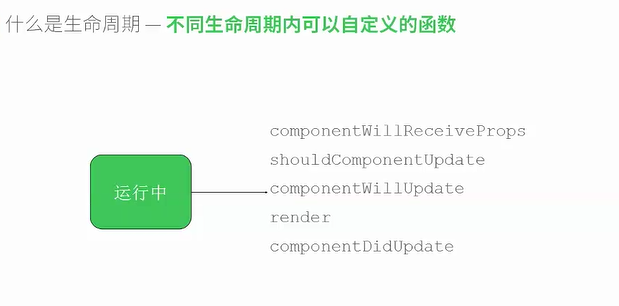 什么是生命周期 — 不同生命周期内可以自定义的函数
componentWillReceiveProps
shouldComponentUpdate
运行中
componentWillUpdate
render
componentDidUpdate